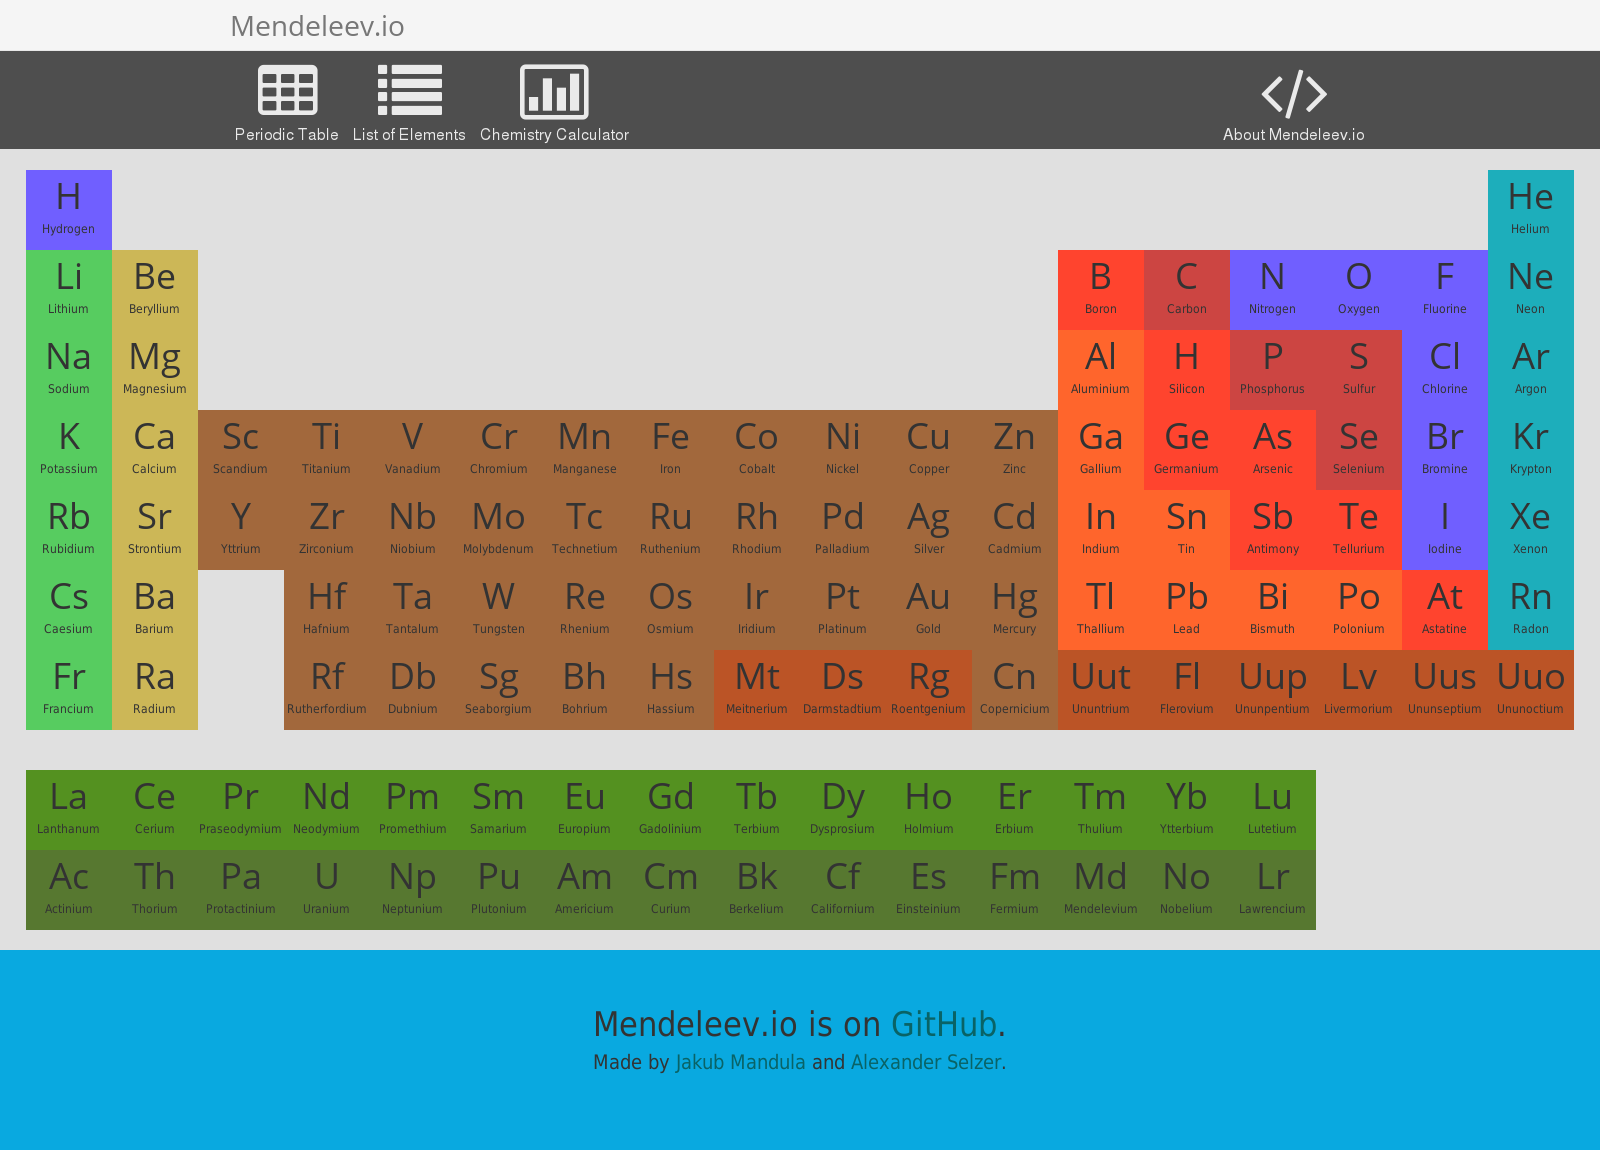 Mendeleev.io
Periodic Table List of Elements Chemistry Calculator About Mendeleev.io
H He
Hydrogen Helium
Li Be B C N O F Ne
Lithium Beryllium Boron Carbon Nitrogen Oxygen Fluorine Neon
Na Mg Al H P S Cl Ar
Sodium Magnesium Aluminium Silicon Phosphorus Sulfur Chlorine Argon
K Ca Sc Ti V Cr Mn Fe Co Ni Cu Zn Ga Ge As Se Br Kr
Potassium Calcium Scandium Titanium Vanadium Chromium Manganese Iron Cobalt Nickel Copper Zinc Gallium Germanium Arsenic Selenium Bromine Krypton
Rb Sr Y Zr Nb Mo Tc Ru Rh Pd Ag Cd In Sn Sb Te I Xe
Rubidium Strontium Yttrium Zirconium Niobium Molybdenum Technetium Ruthenium Rhodium Palladium Silver Cadmium Indium Tin Antimony Tellurium Iodine Xenon
Cs Ba Hf Ta W Re Os Ir Pt Au Hg Tl Pb Bi Po At Rn
Caesium Barium Hafnium Tantalum Tungsten Rhenium Osmium Iridium Platinum Gold Mercury Thallium Lead Bismuth Polonium Astatine Radon
Fr Ra Rf Db Sg Bh Hs Mt Ds Rg Cn Uut Fl Uup Lv Uus Uuo
Francium Radium Rutherfordium Dubnium Seaborgium Bohrium Hassium Meitnerium Darmstadtium Roentgenium Copernicium Ununtrium Flerovium Ununpentium Livermorium Ununseptium Ununoctium
La Ce Pr Nd Pm Sm Eu Gd Tb Dy Ho Er Tm Yb Lu
Lanthanum Cerium Praseodymium Neodymium Promethium Samarium Europium Gadolinium Terbium Dysprosium Holmium Erbium Thulium Ytterbium Lutetium
Ac Th Pa U Np Pu Am Cm Bk Cf Es Fm Md No Lr
Actinium Thorium Protactinium Uranium Neptunium Plutonium Americium Curium Berkelium Californium Einsteinium Fermium Mendelevium Nobelium Lawrencium
Mendeleev.io is on GitHub.
Made by Jakub Mandula and Alexander Selzer.